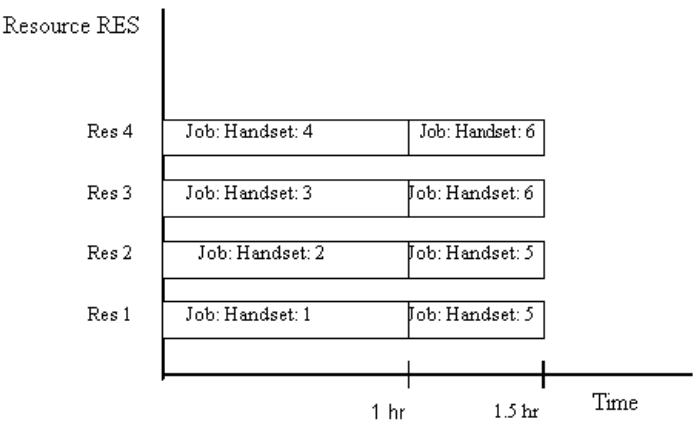 Resource RES
Res 4 Job: Handset: 4 Job: Handset: 6
Res 3 Job: Handset: 3 Job: Handset: 6
Res 2 Job: Handset: 2 Job: Handset: 5
Res 1 Job: Handset: 1 Job: Handset: 5
1 hr 1.5 hr Time